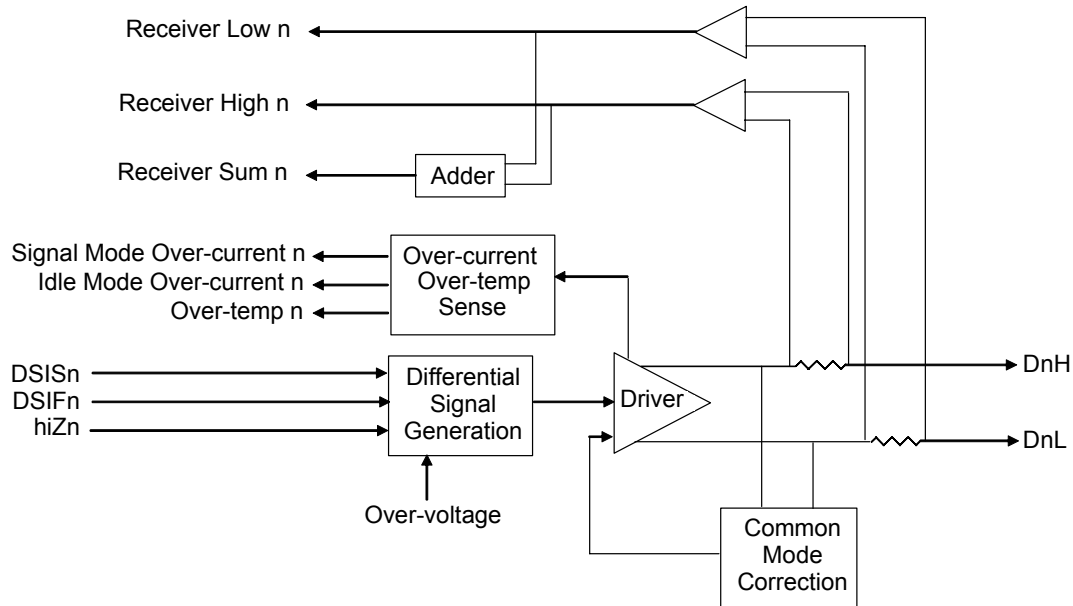 Receiver Low n
Receiver High n
Receiver Sum n
Adder
Signal Mode Over-current n
Idle Mode Over-current n
Over-temp n
Over-current
Over-temp
Sense
DSISn
DSIFn
hiZn
Differential
Signal
Generation
Over-voltage
Driver
DnH
DnL
Common
Mode
Correction